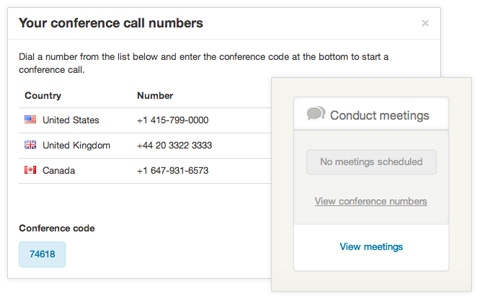 Your conference call numbers ×
Dial a number from the list below and enter the conference code at the bottom to start a
conference call.
Country Number
United States +1 415-799-0000
United Kingdom +44 20 3322 3333
Canada +1 647-931-6573
Conference code
74618
Conduct meetings
No meetings scheduled
View conference numbers
View meetings